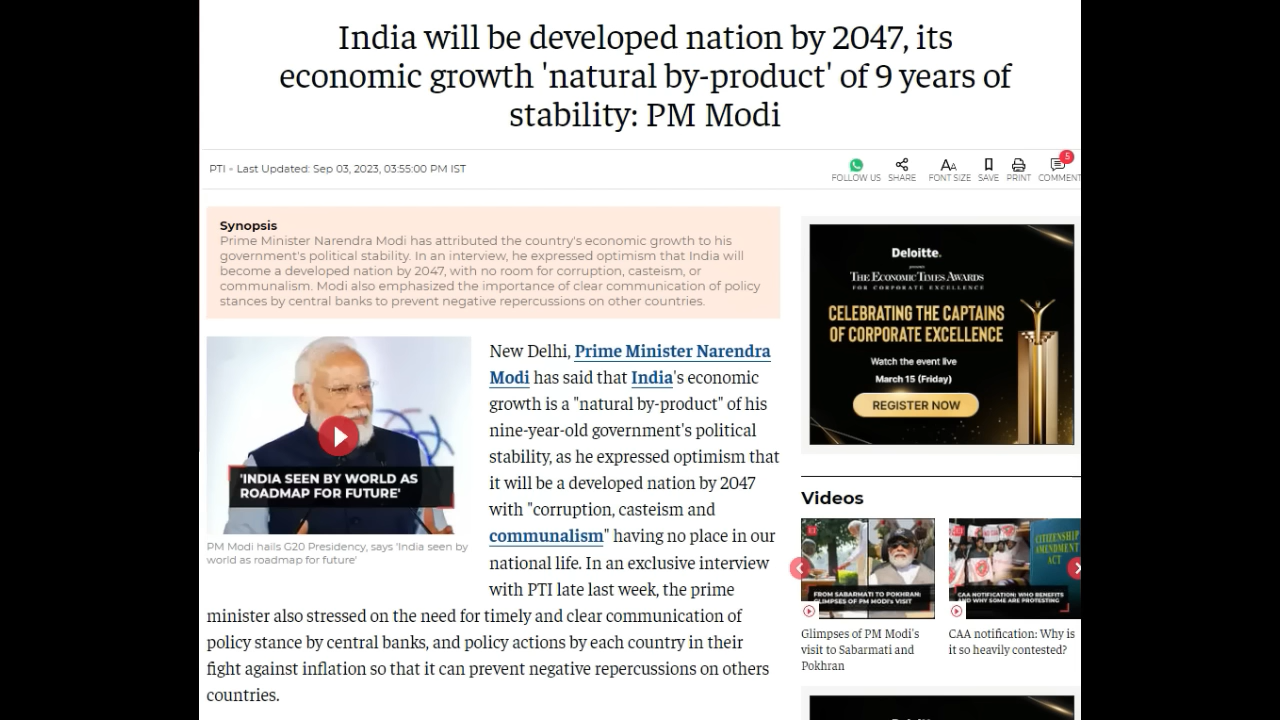 India will be developed nation by 2047, its
economic growth 'natural by-product' of 9 years of
stability: PM Modi
PTI - Last Updated: Sep 03, 2023, 03:55:00 PM IST
FOLLOW US
SHARE
FONT SIZE
SAVE
PRINT
5
COMMENT
Synopsis
Prime Minister Narendra Modi has attributed the country's economic growth to his
government's political stability. In an interview, he expressed optimism that India will
become a developed nation by 2047, with no room for corruption, casteism, or
communalism. Modi also emphasized the importance of clear communication of policy
stances by central banks to prevent negative repercussions on other countries.
'INDIA SEEN BY WORLD AS
ROADMAP FOR FUTURE'
PM Modi hails G20 Presidency, says 'India seen by
world as roadmap for future'
New Delhi, Prime Minister Narendra
Modi has said that India's economic
growth is a "natural by-product" of his
nine-year-old government's political
stability, as he expressed optimism that
it will be a developed nation by 2047
with "corruption, casteism and
communalism" having no place in our
national life. In an exclusive interview
with PTI late last week, the prime
minister also stressed on the need for timely and clear communication of
policy stance by central banks, and policy actions by each country in their
fight against inflation so that it can prevent negative repercussions on others
countries.
Deloitte.
presents
THE ECONOMIC TIMES AWARDS
FOR CORPORATE EXCELLENCE
CELEBRATING THE CAPTAINS
OF CORPORATE EXCELLENCE
Watch the event live
March 15 (Friday)
REGISTER NOW
Videos
FROM SABARMATI TO POKHRAN:
GLIMPSES OF PM MODI's VISIT
Glimpses of PM Modi's
visit to Sabarmati and
Pokhran
CITIZENSHIP
AMENDMENT
ACT
CAA NOTIFICATION: WHO BENEFITS
AND WHY SOME ARE PROTESTING
CAA notification: Why is
it so heavily contested?